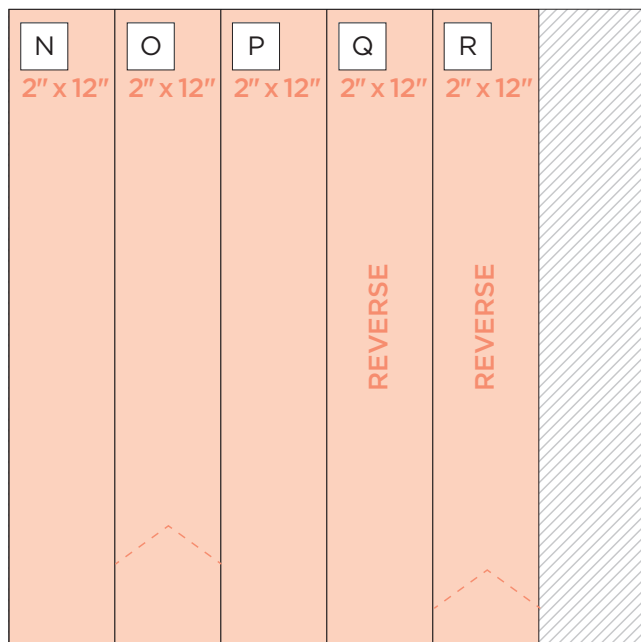 N
O
P
Q
R
2" x 12"
2" x 12"
2" x 12"
2" x 12"
2" x 12"
REVERSE
REVERSE